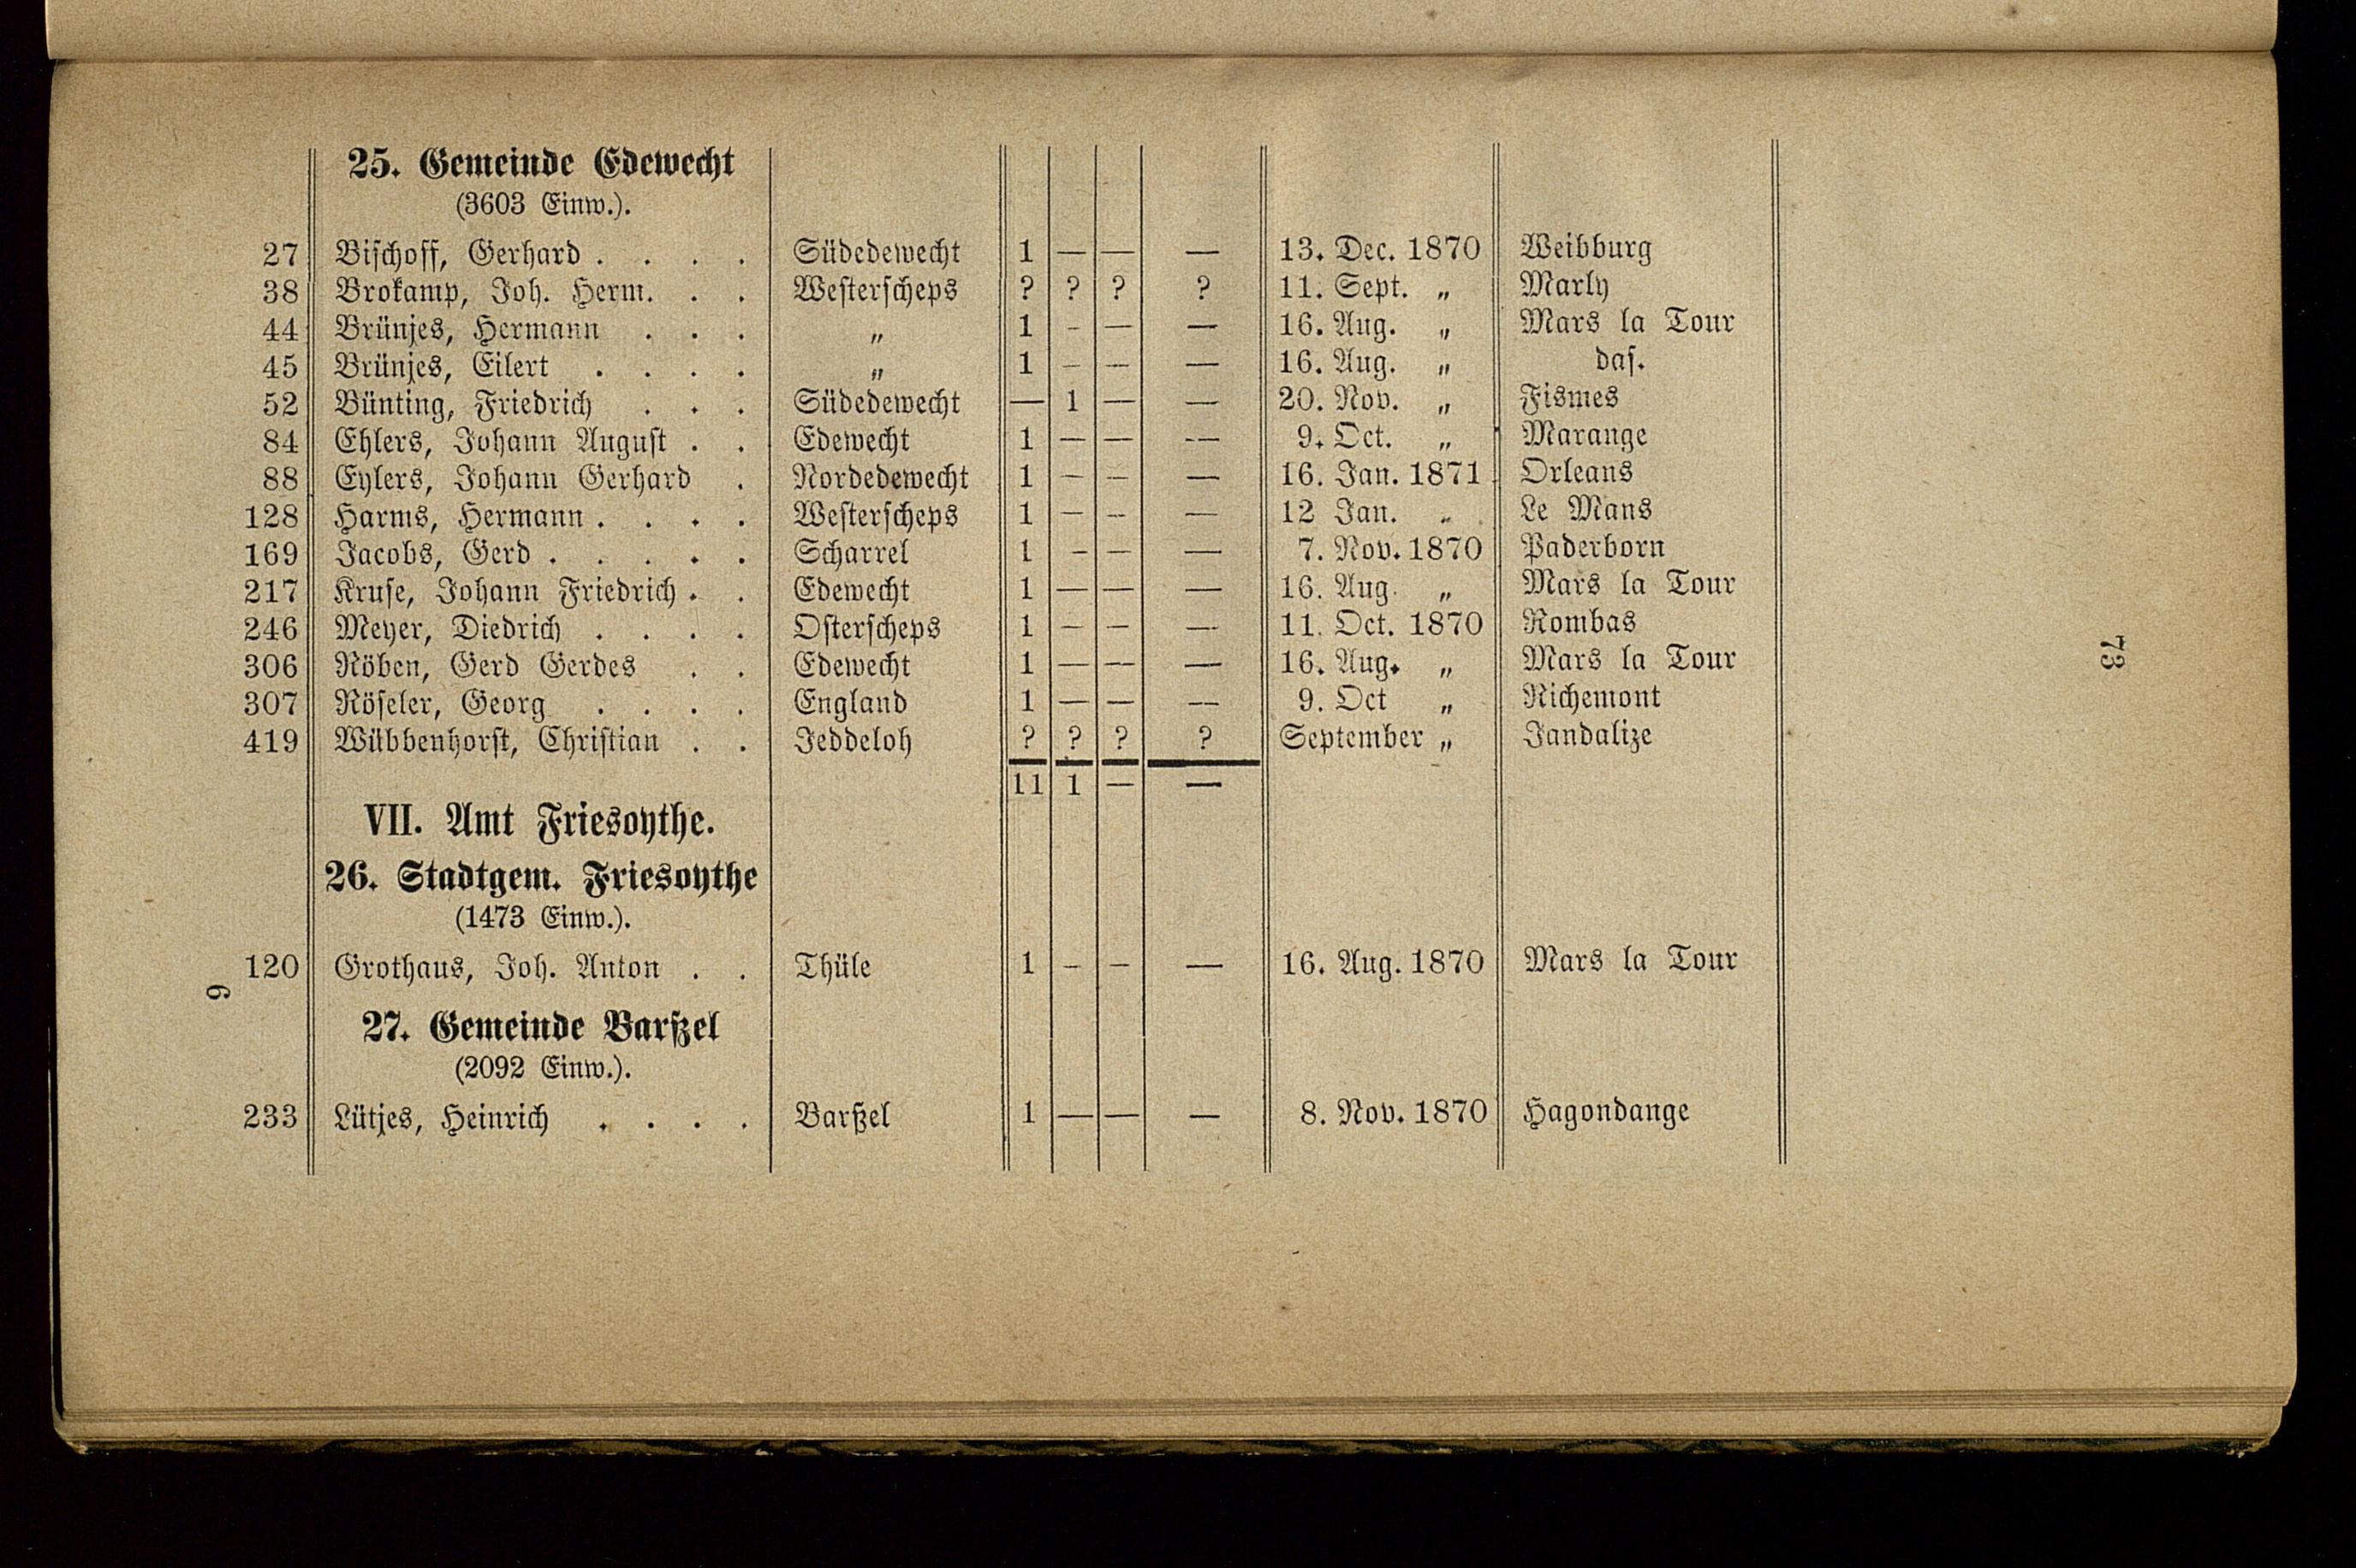 25. Gemeinde Edewecht
(3603 Einw.).
27 Bischoff, Gerhard . . . . Südedewecht 1 — — — 13. Dec. 1870 Weibburg
38 Brokamp, Joh. Herm. . . Westerscheps ? ? ? ? 11. Sept. „ Marly
44 Brünjes, Hermann . . . „ 1 - — — 16. Aug. „ Mars la Tour
45 Brünjes, Eilert . . . . „ 1 — — — 16. Aug. „ das.
52 Bünting, Friedrich . . . Südedewecht — 1 — — 20. Nov. „ Fismes
84 Ehlers, Johann August . . Edewecht 1 — — — 9. Oct. „ Marange
88 Eylers, Johann Gerhard . Nordedewecht 1 — — — 16. Jan. 1871 Orleans
128 Harms, Hermann . . . . Westerscheps 1 — — — 12 Jan. „ Le Mans
169 Jacobs, Gerd . . . . . Scharrel 1 - — — 7. Nov. 1870 Paderborn
217 Kruse, Johann Friedrich . . Edewecht 1 — — — 16. Aug. „ Mars la Tour
246 Meyer, Diedrich . . . . Osterscheps 1 — — — 11. Oct. 1870 Rombas
306 Röben, Gerd Gerdes . . Edewecht 1 — — — 16. Aug. „ Mars la Tour
307 Röseler, Georg . . . . England 1 — — — 9. Oct „ Richemont
419 Wübbenhorst, Christian . . Jeddeloh ? ? ? ? September „ Jandalize
11 1 — —
VII. Amt Friesoythe.
26. Stadtgem. Friesoythe
(1473 Einw.).
120 Grothaus, Joh. Anton . . Thüle 1 - — — 16. Aug. 1870 Mars la Tour
27. Gemeinde Barßel
(2092 Einw.).
233 Lütjes, Heinrich . . . . Barßel 1 — — — 8. Nov. 1870 Hagondange
73
6